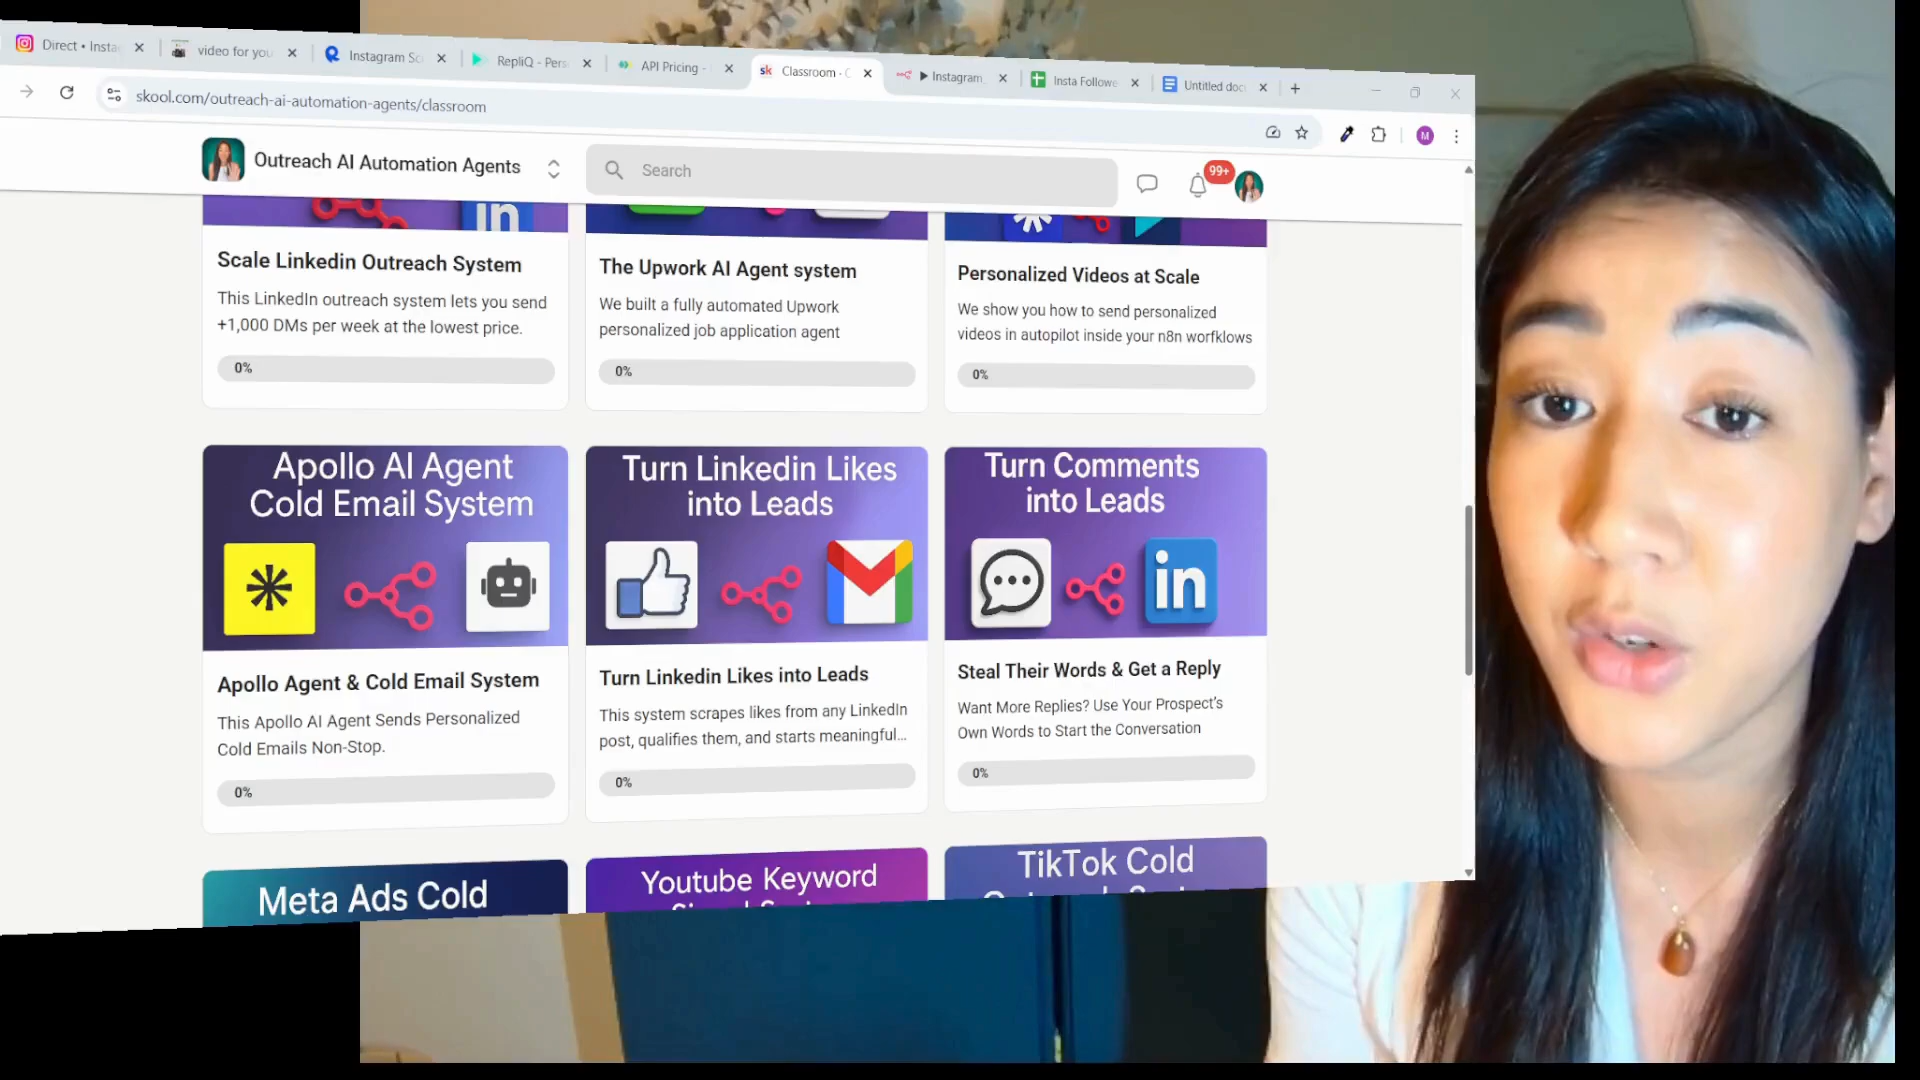 Direct • Insta
video for you
Instagram Sc
RepliQ - Pers
API Pricing -
sk
Classroom · C
Instagram
Insta Followe
Untitled doc
skool.com/outreach-ai-automation-agents/classroom
M
Outreach AI Automation Agents
Search
99+
in
Scale Linkedin Outreach System
This LinkedIn outreach system lets you send
+1,000 DMs per week at the lowest price.
0%
The Upwork AI Agent system
We built a fully automated Upwork
personalized job application agent
0%
Personalized Videos at Scale
We show you how to send personalized
videos in autopilot inside your n8n worfklows
0%
Apollo AI Agent
Cold Email System
Apollo Agent & Cold Email System
This Apollo AI Agent Sends Personalized
Cold Emails Non-Stop.
0%
Turn Linkedin Likes
into Leads
Turn Linkedin Likes into Leads
This system scrapes likes from any LinkedIn
post, qualifies them, and starts meaningful...
0%
Turn Comments
into Leads
in
Steal Their Words & Get a Reply
Want More Replies? Use Your Prospect's
Own Words to Start the Conversation
0%
Meta Ads Cold
Youtube Keyword
TikTok Cold